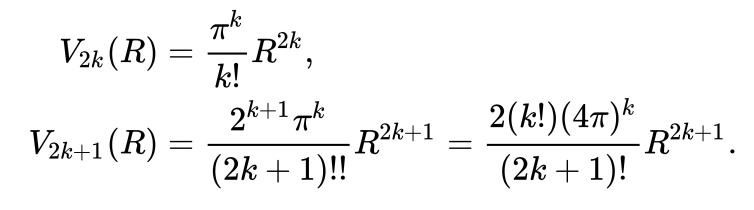 V_{2k}(R) = \frac{\pi^k}{k!} R^{2k},
V_{2k+1}(R) = \frac{2^{k+1} \pi^k}{(2k+1)!!} R^{2k+1} = \frac{2(k!)(4\pi)^k}{(2k+1)!} R^{2k+1}.